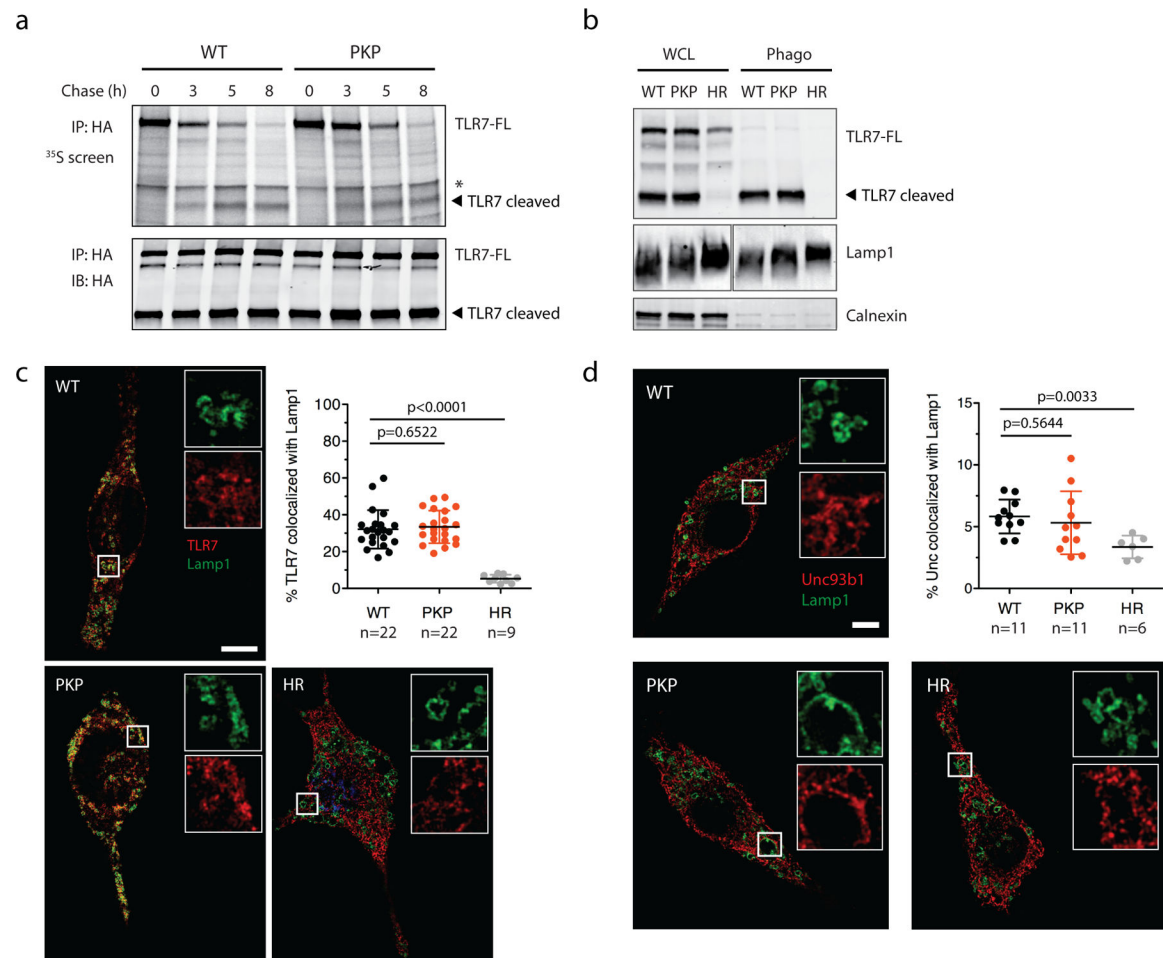 a
WT PKP
Chase (h) 0 3 5 8 0 3 5 8
IP: HA TLR7-FL
³⁵S screen
*
◄ TLR7 cleaved
IP: HA TLR7-FL
IB: HA
◄ TLR7 cleaved
b
WCL Phago
WT PKP HR WT PKP HR
TLR7-FL
◄ TLR7 cleaved
Lamp1
Calnexin
c
WT
TLR7
Lamp1
% TLR7 colocalized with Lamp1
100
80
60
40
20
0
p<0.0001
p=0.6522
WT PKP HR
n=22 n=22 n=9
PKP
HR
d
WT
Unc93b1
Lamp1
% Unc colocalized with Lamp1
15
10
5
0
p=0.0033
p=0.5644
WT PKP HR
n=11 n=11 n=6
PKP
HR